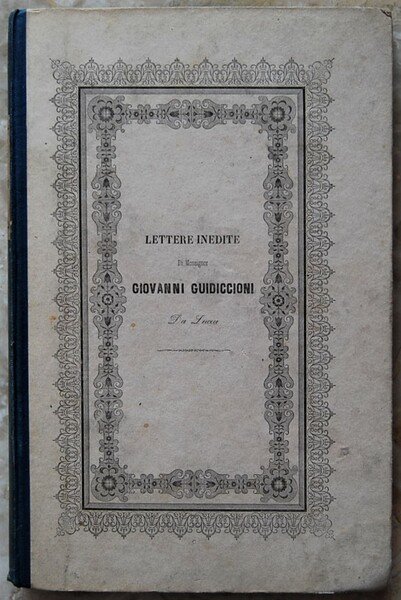 LETTERE INEDITE
Di Monsignor
GIOVANNI GUIDICCIONI
Da Lucca